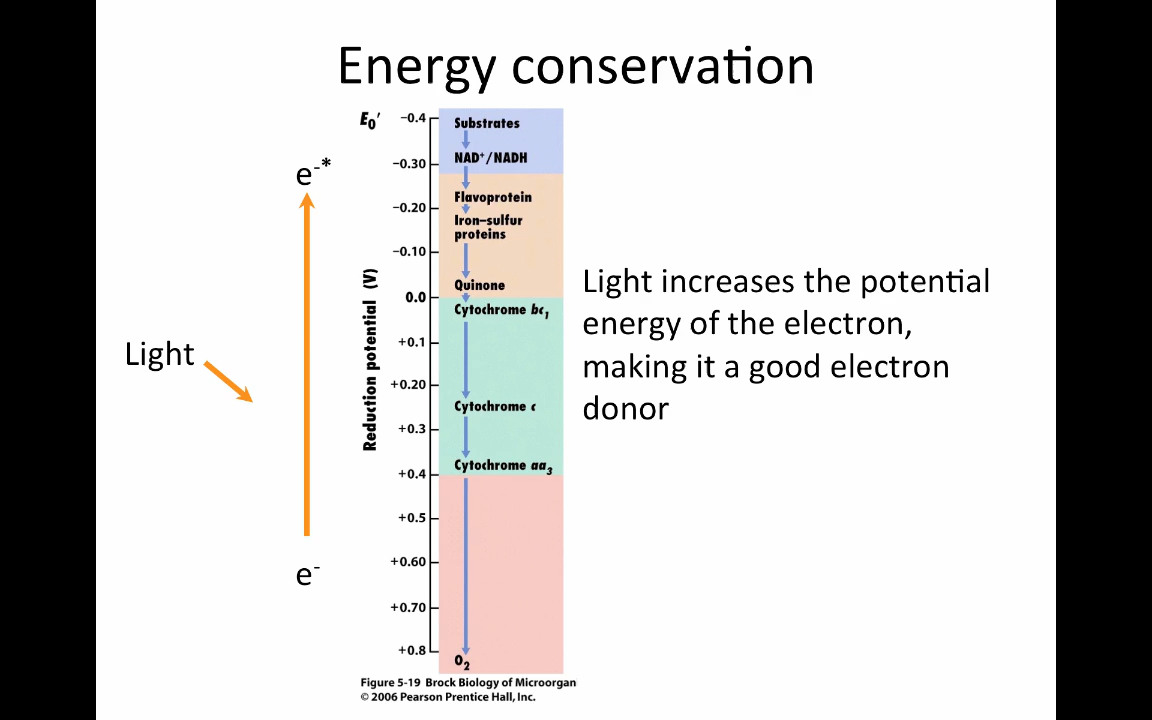 Energy conservation
E0′
−0.4
−0.30
−0.20
−0.10
0.0
+0.1
+0.20
+0.3
+0.4
+0.5
+0.60
+0.70
+0.8
Reduction potential (V)
Substrates
NAD+/NADH
Flavoprotein
Iron–sulfur
proteins
Quinone
Cytochrome bc1
Cytochrome c
Cytochrome aa3
O2
e-*
Light
e-
Light increases the potential
energy of the electron,
making it a good electron
donor
Figure 5-19 Brock Biology of Microorgan
© 2006 Pearson Prentice Hall, Inc.